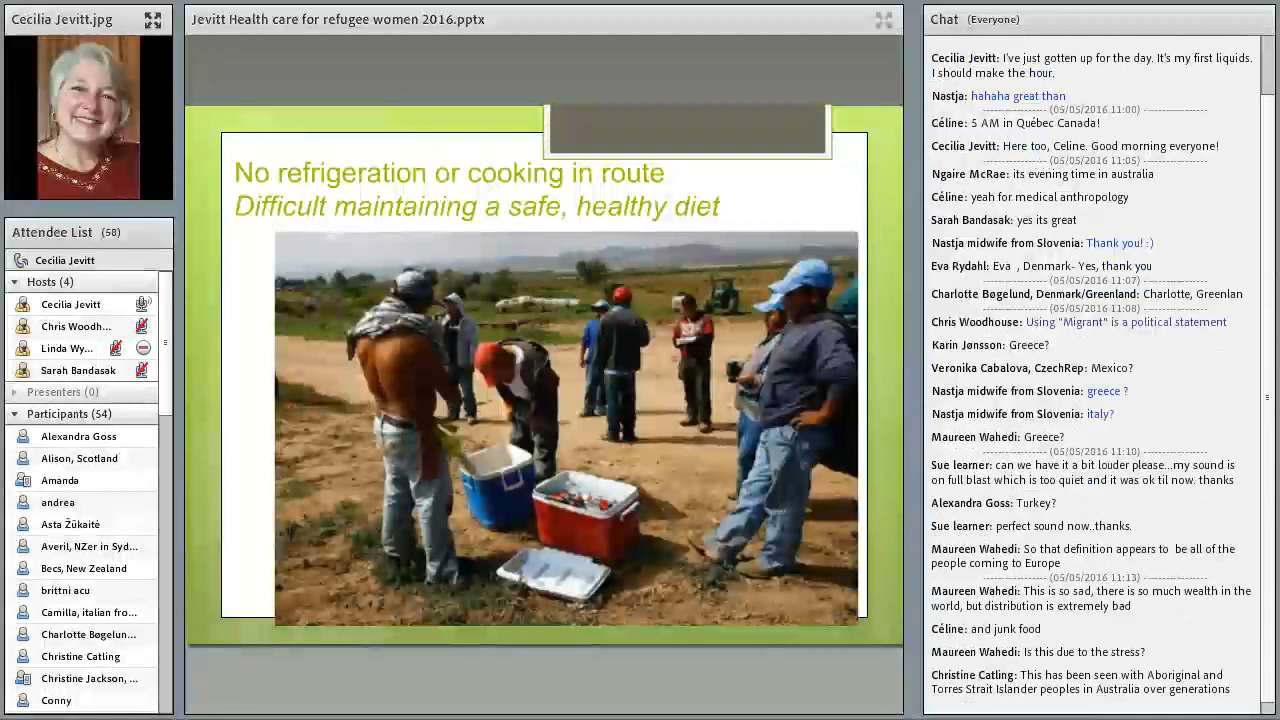 Cecilia Jevitt.jpg
Attendee List (58)
Cecilia Jevitt
Hosts (4)
Cecilia Jevitt
Chris Woodh...
Linda Wy...
Sarah Bandasak
Presenters (0)
Participants (54)
Alexandra Goss
Alison, Scotland
Amanda
andrea
Asta Žūkaitė
Averil, NZer in Syd...
Becs, New Zealand
brittni acu
Camilla, italian fro...
Charlotte Bøgelun...
Christine Catling
Christine Jackson, ...
Conny
Jevitt Health care for refugee women 2016.pptx
No refrigeration or cooking in route
Difficult maintaining a safe, healthy diet
Chat (Everyone)
Cecilia Jevitt: I've just gotten up for the day. It's my first liquids.
I should make the hour.
Nastja: hahaha great than
------------------ (05/05/2016 11:00) ------------------
Céline: 5 AM in Québec Canada!
Cecilia Jevitt: Here too, Celine. Good morning everyone!
------------------ (05/05/2016 11:05) ------------------
Ngaire McRae: its evening time in australia
Céline: yeah for medical anthropology
Sarah Bandasak: yes its great
Nastja midwife from Slovenia: Thank you! :)
Eva Rydahl: Eva , Denmark- Yes, thank you
------------------ (05/05/2016 11:07) ------------------
Charlotte Bøgelund, Denmark/Greenland: Charlotte, Greenlan
------------------ (05/05/2016 11:08) ------------------
Chris Woodhouse: Using "Migrant" is a political statement
Karin Jønsson: Greece?
Veronika Cabalova, CzechRep: Mexico?
Nastja midwife from Slovenia: greece ?
Nastja midwife from Slovenia: italy?
Maureen Wahedi: Greece?
------------------ (05/05/2016 11:10) ------------------
Sue learner: can we have it a bit louder please...my sound is
on full blast which is too quiet and it was ok til now. thanks
Alexandra Goss: Turkey?
Sue learner: perfect sound now..thanks.
Maureen Wahedi: So that definition appears to be all of the
people coming to Europe
------------------ (05/05/2016 11:13) ------------------
Maureen Wahedi: This is so sad, there is so much wealth in the
world, but distribution is extremely bad
Céline: and junk food
Maureen Wahedi: Is this due to the stress?
Christine Catling: This has been seen with Aboriginal and
Torres Strait Islander peoples in Australia over generations